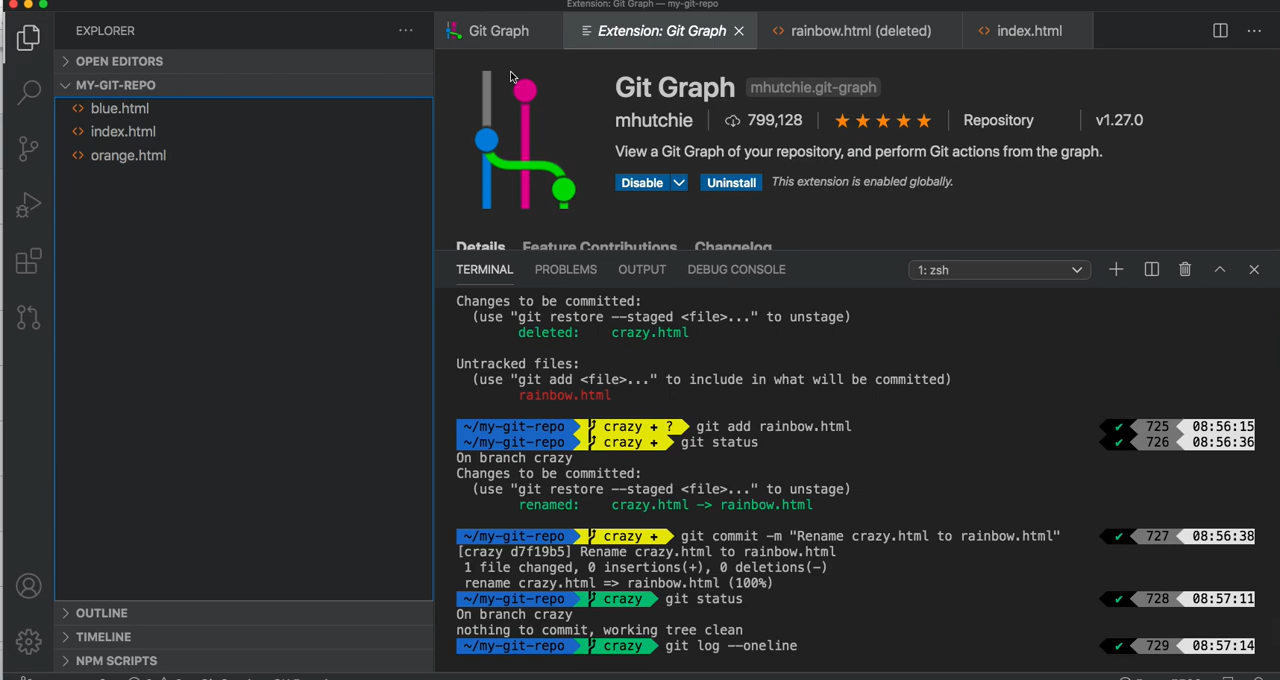 Extension: Git Graph — my-git-repo
EXPLORER
OPEN EDITORS
MY-GIT-REPO
blue.html
index.html
orange.html
OUTLINE
TIMELINE
NPM SCRIPTS
Git Graph
Extension: Git Graph
rainbow.html (deleted)
index.html
Git Graph mhutchie.git-graph
mhutchie 799,128 Repository v1.27.0
View a Git Graph of your repository, and perform Git actions from the graph.
Disable Uninstall This extension is enabled globally.
Details Feature Contributions Changelog
TERMINAL PROBLEMS OUTPUT DEBUG CONSOLE 1: zsh
Changes to be committed:
(use "git restore --staged <file>..." to unstage)
deleted: crazy.html
Untracked files:
(use "git add <file>..." to include in what will be committed)
rainbow.html
~/my-git-repo crazy + ? git add rainbow.html ✔ 725 08:56:15
~/my-git-repo crazy + git status ✔ 726 08:56:36
On branch crazy
Changes to be committed:
(use "git restore --staged <file>..." to unstage)
renamed: crazy.html -> rainbow.html
~/my-git-repo crazy + git commit -m "Rename crazy.html to rainbow.html" ✔ 727 08:56:38
[crazy d7f19b5] Rename crazy.html to rainbow.html
1 file changed, 0 insertions(+), 0 deletions(-)
rename crazy.html => rainbow.html (100%)
~/my-git-repo crazy git status ✔ 728 08:57:11
On branch crazy
nothing to commit, working tree clean
~/my-git-repo crazy git log --oneline ✔ 729 08:57:14